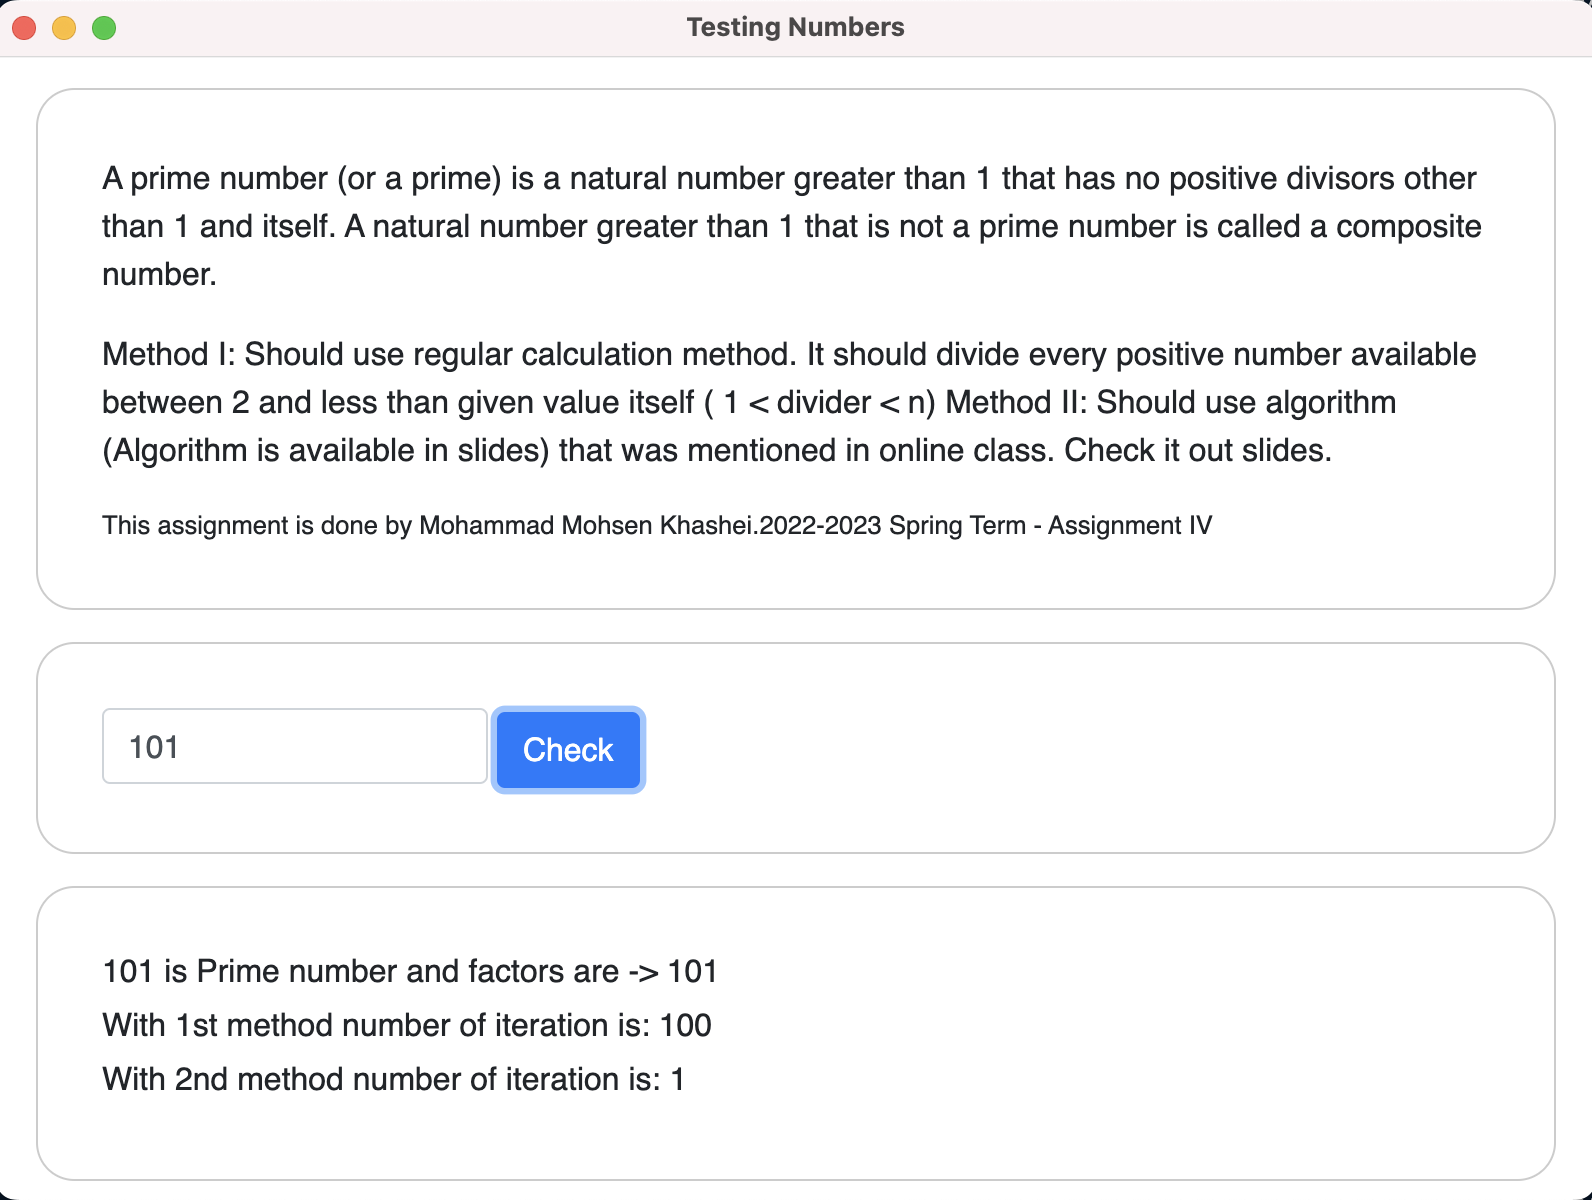 Testing Numbers
A prime number (or a prime) is a natural number greater than 1 that has no positive divisors other
than 1 and itself. A natural number greater than 1 that is not a prime number is called a composite
number.
Method I: Should use regular calculation method. It should divide every positive number available
between 2 and less than given value itself ( 1 < divider < n) Method II: Should use algorithm
(Algorithm is available in slides) that was mentioned in online class. Check it out slides.
This assignment is done by Mohammad Mohsen Khashei.2022-2023 Spring Term - Assignment IV
101
Check
101 is Prime number and factors are -> 101
With 1st method number of iteration is: 100
With 2nd method number of iteration is: 1